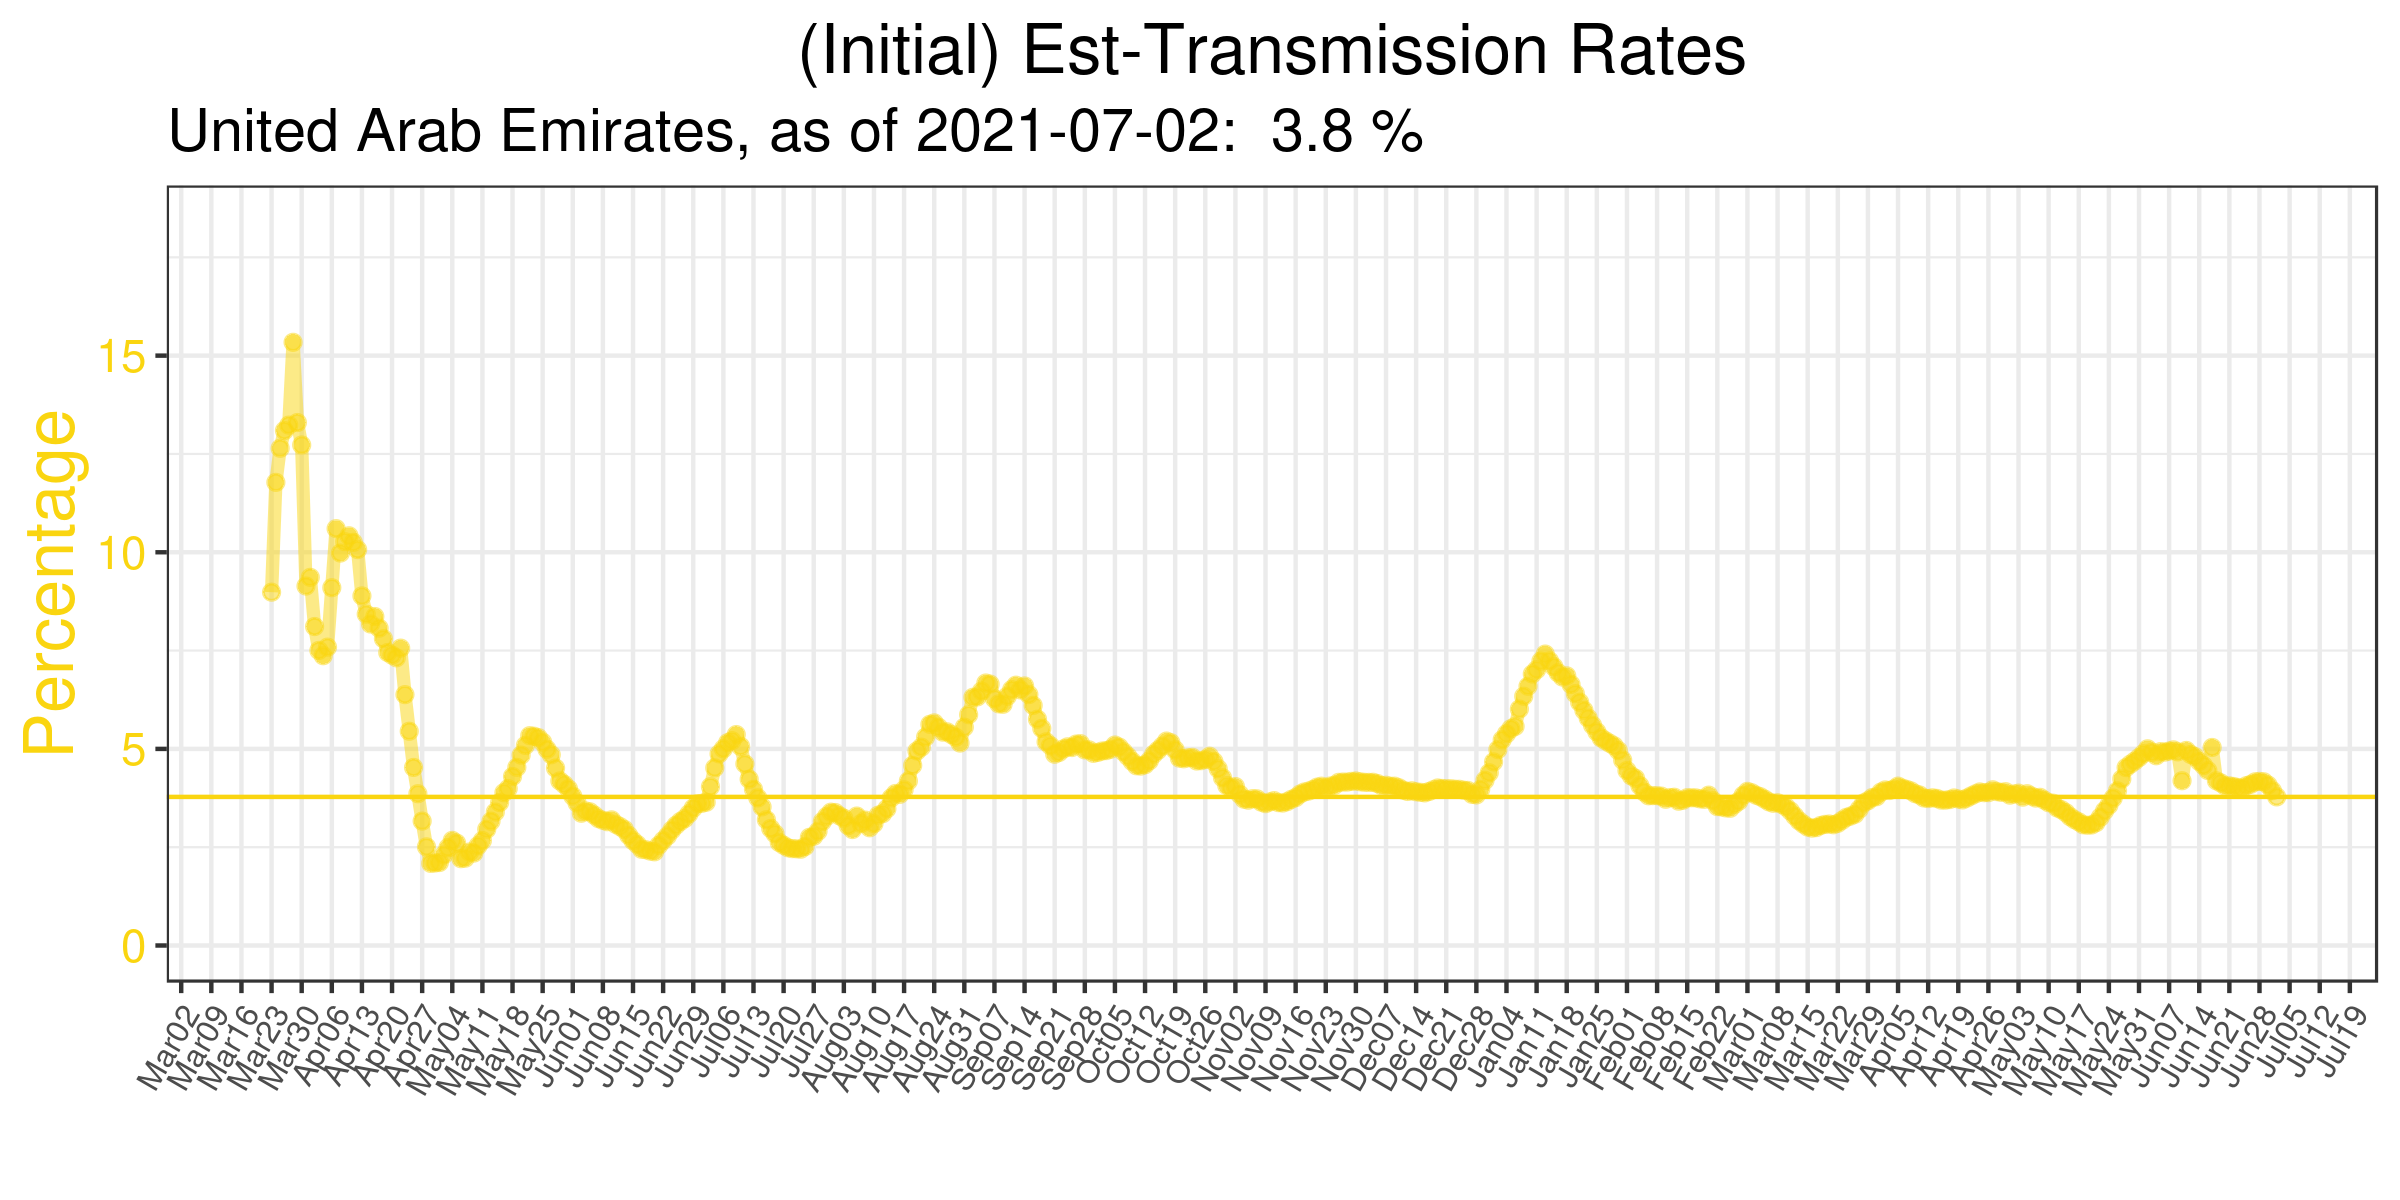 (Initial) Est-Transmission Rates
United Arab Emirates, as of 2021-07-02:  3.8 %
Percentage
15
10
5
0
Mar02
Mar09
Mar16
Mar23
Mar30
Apr06
Apr13
Apr20
Apr27
May04
May11
May18
May25
Jun01
Jun08
Jun15
Jun22
Jun29
Jul06
Jul13
Jul20
Jul27
Aug03
Aug10
Aug17
Aug24
Aug31
Sep07
Sep14
Sep21
Sep28
Oct05
Oct12
Oct19
Oct26
Nov02
Nov09
Nov16
Nov23
Nov30
Dec07
Dec14
Dec21
Dec28
Jan04
Jan11
Jan18
Jan25
Feb01
Feb08
Feb15
Feb22
Mar01
Mar08
Mar15
Mar22
Mar29
Apr05
Apr12
Apr19
Apr26
May03
May10
May17
May24
May31
Jun07
Jun14
Jun21
Jun28
Jul05
Jul12
Jul19